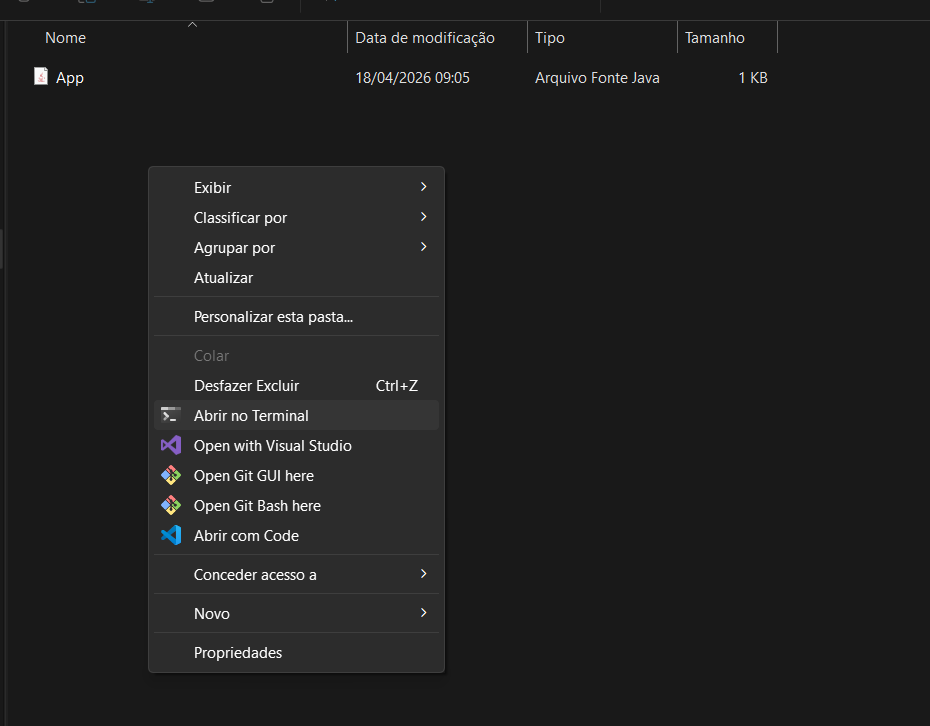 Nome Data de modificação Tipo Tamanho
App 18/04/2026 09:05 Arquivo Fonte Java 1 KB
Exibir
Classificar por
Agrupar por
Atualizar
Personalizar esta pasta...
Colar
Desfazer Excluir Ctrl+Z
Abrir no Terminal
Open with Visual Studio
Open Git GUI here
Open Git Bash here
Abrir com Code
Conceder acesso a
Novo
Propriedades